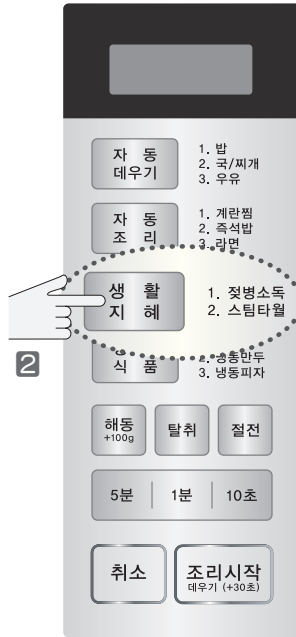 자 동
데우기
1. 밥
2. 국/찌개
3. 우유
자 동
조 리
1. 계란찜
2. 즉석밥
3. 라면
생 활
지 혜
1. 젖병소독
2. 스팀타월
2
식 품
2. 냉동만두
3. 냉동피자
해동
+100g
탈취
절전
5분
1분
10초
취소
조리시작
데우기 (+30초)